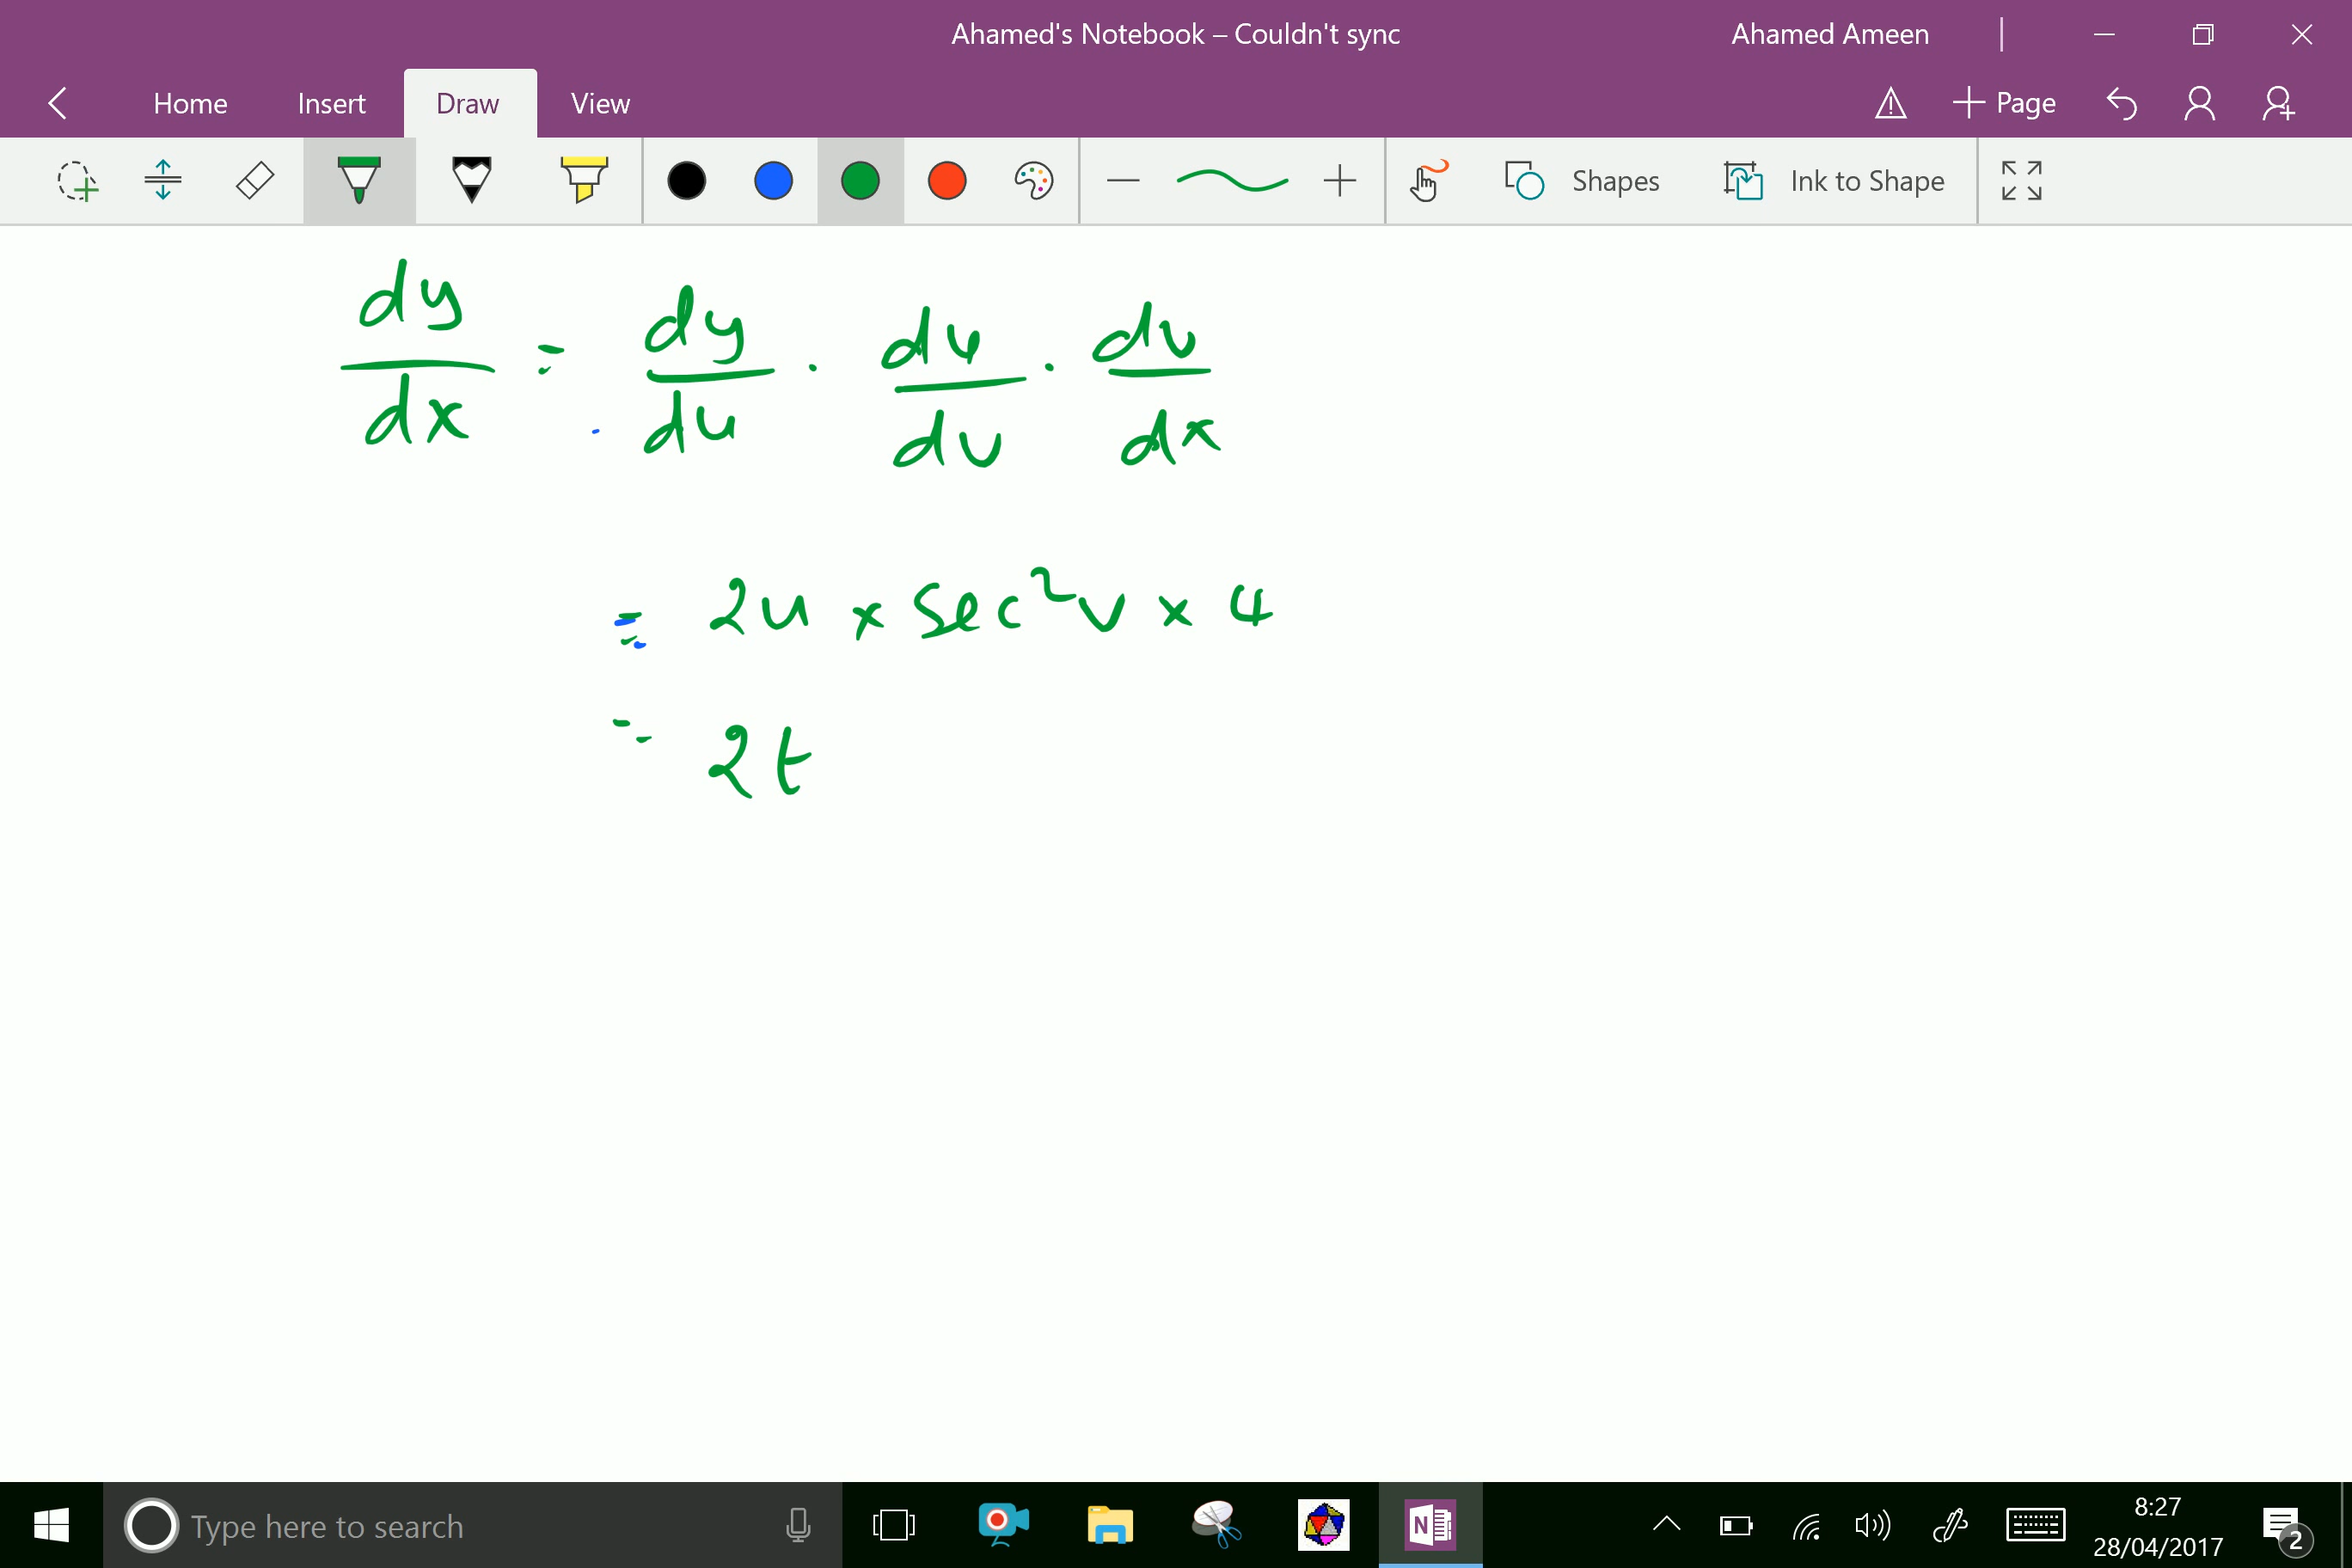 Ahamed's Notebook – Couldn't sync
Ahamed Ameen
Home Insert Draw View
Page
Shapes Ink to Shape
dy/dx = dy/du . du/dv . dv/dx
= 2u × Sec²v × 4
= 2t
Type here to search
N
8:27
28/04/2017
2